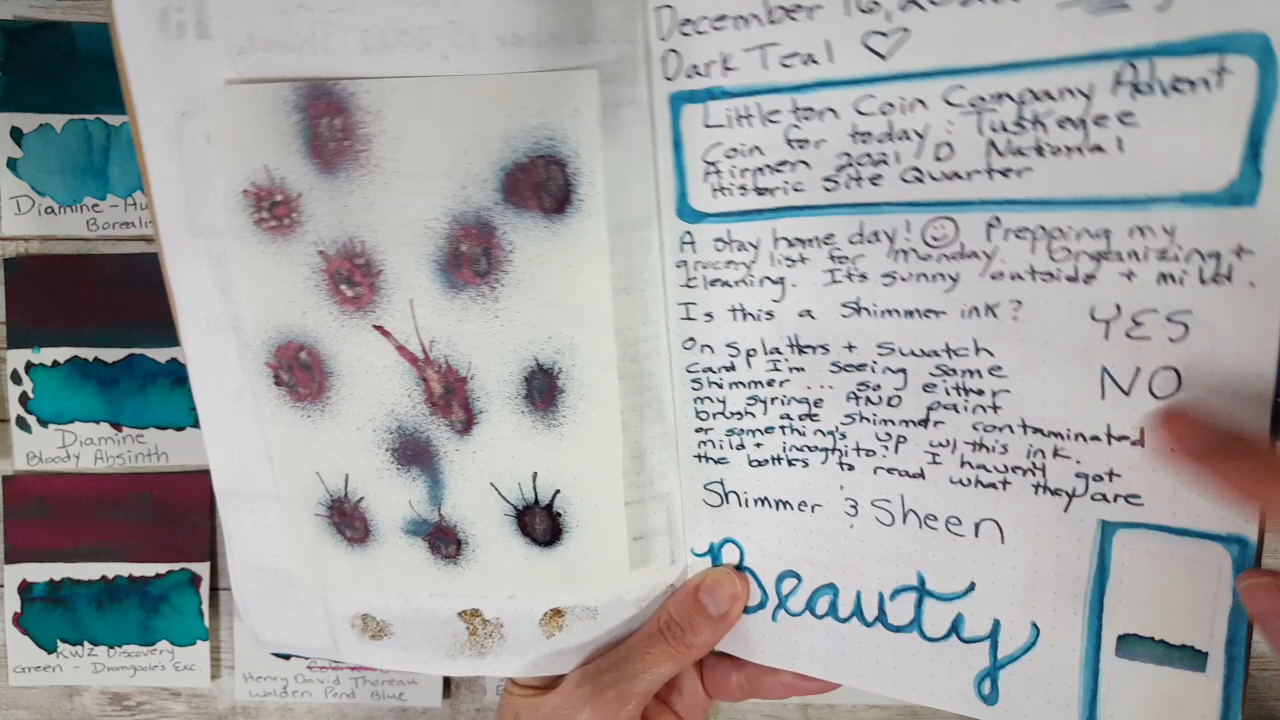 Diamine - Au
Boreali
Diamine
Bloody Absinth
KWZ Discovery
Green - Dromgoole's Exc.
Henry David Thoreau
Walden Pond Blue
December 16,
Dark Teal ♡
Littleton Coin Company Advent
Coin for today: Tuskegee
Airmen 2021 D National
Historic Site Quarter
A stay home day! ☺ Prepping my
grocery list for Monday. Organizing +
cleaning. It's sunny outside + mild.
Is this a Shimmer ink? YES
NO
On Splatters + Swatch
card I'm seeing some
Shimmer ... so either
my syringe AND paint
brush are shimmer contaminated
or something's up w/ this ink.
mild + incognito? I haven't got
the bottles to read what they are
Shimmer & Sheen
Beauty